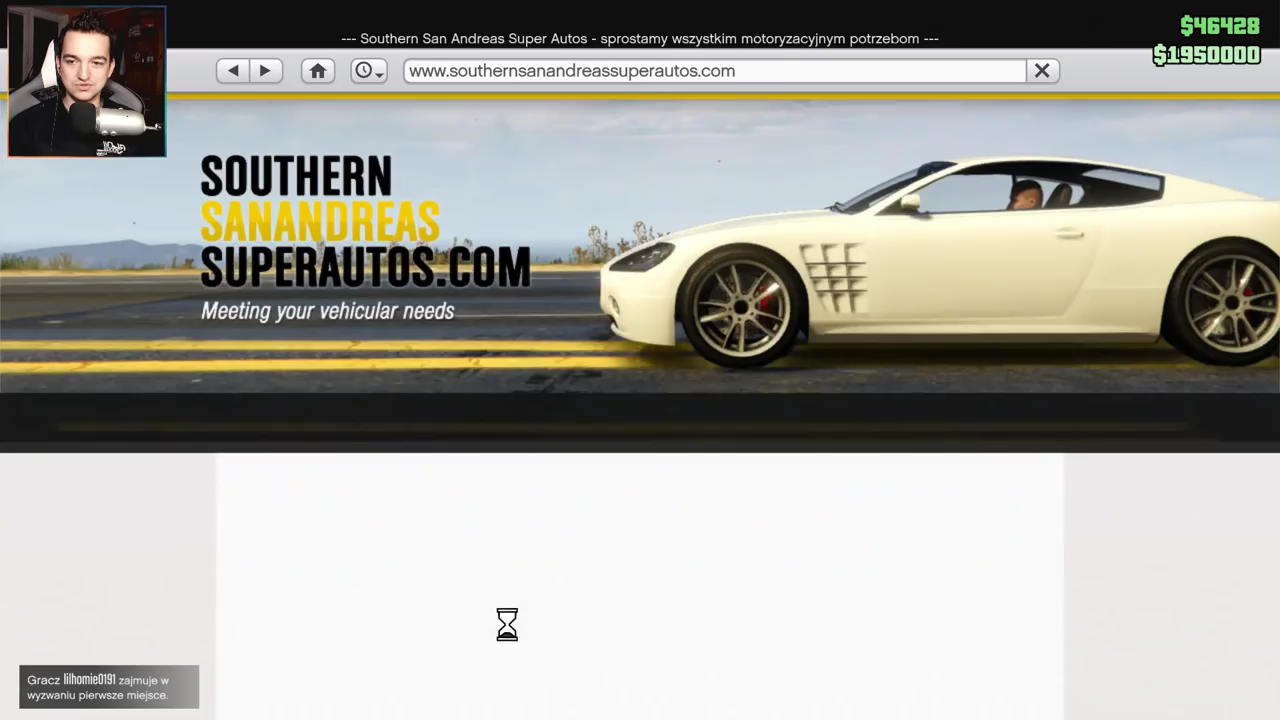 --- Southern San Andreas Super Autos - sprostamy wszystkim motoryzacyjnym potrzebom ---
$46428
$1950000
www.southernsanandreassuperautos.com
SOUTHERN
SANANDREAS
SUPERAUTOS.COM
Meeting your vehicular needs
Gracz lilhomie0191 zajmuje w
wyzwaniu pierwsze miejsce.